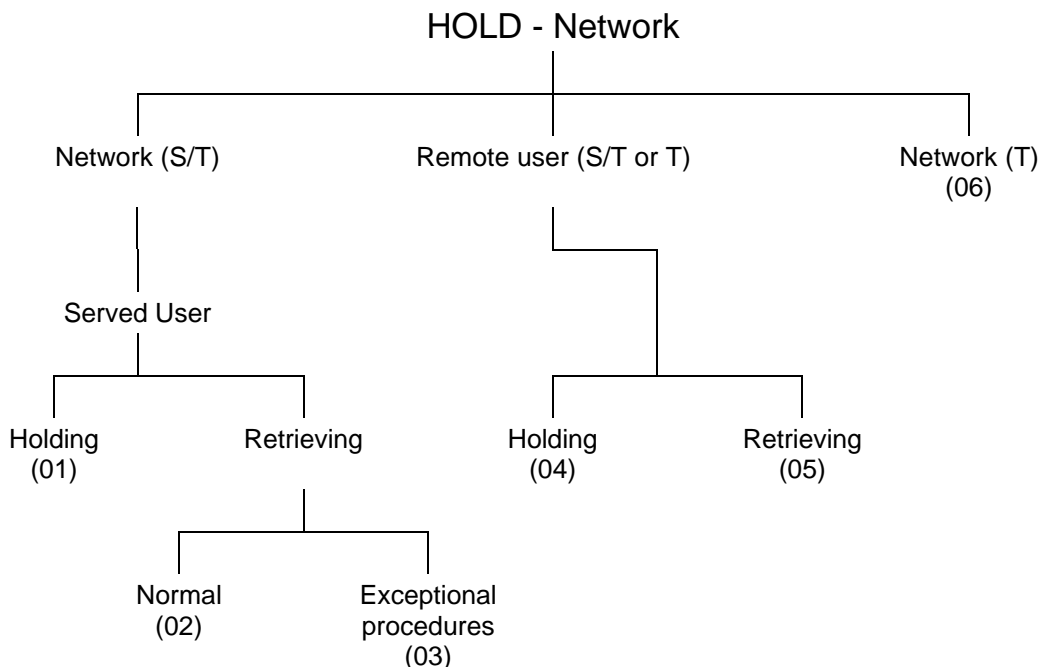 HOLD - Network
Network (S/T)
Remote user (S/T or T)
Network (T)
(06)
Served User
Holding
(01)
Retrieving
Holding
(04)
Retrieving
(05)
Normal
(02)
Exceptional
procedures
(03)